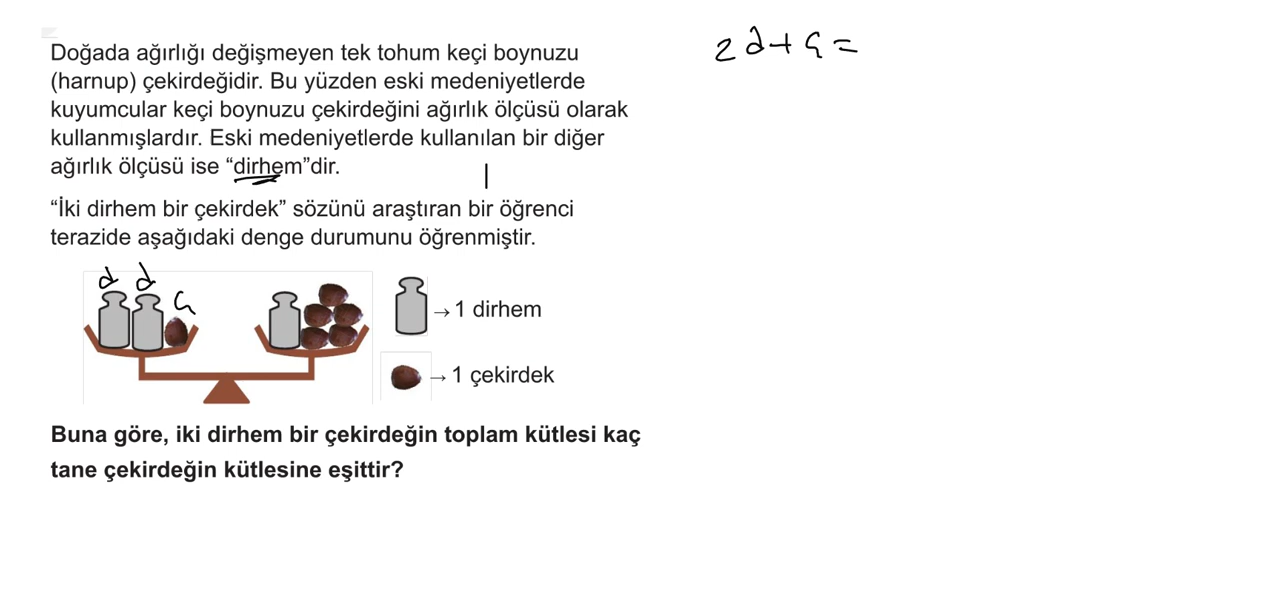 Doğada ağırlığı değişmeyen tek tohum keçi boynuzu
(harnup) çekirdeğidir. Bu yüzden eski medeniyetlerde
kuyumcular keçi boynuzu çekirdeğini ağırlık ölçüsü olarak
kullanmışlardır. Eski medeniyetlerde kullanılan bir diğer
ağırlık ölçüsü ise “dirhem”dir.
“İki dirhem bir çekirdek” sözünü araştıran bir öğrenci
terazide aşağıdaki denge durumunu öğrenmiştir.
d d ç
→ 1 dirhem
→ 1 çekirdek
Buna göre, iki dirhem bir çekirdeğin toplam kütlesi kaç
tane çekirdeğin kütlesine eşittir?
2d+ç=